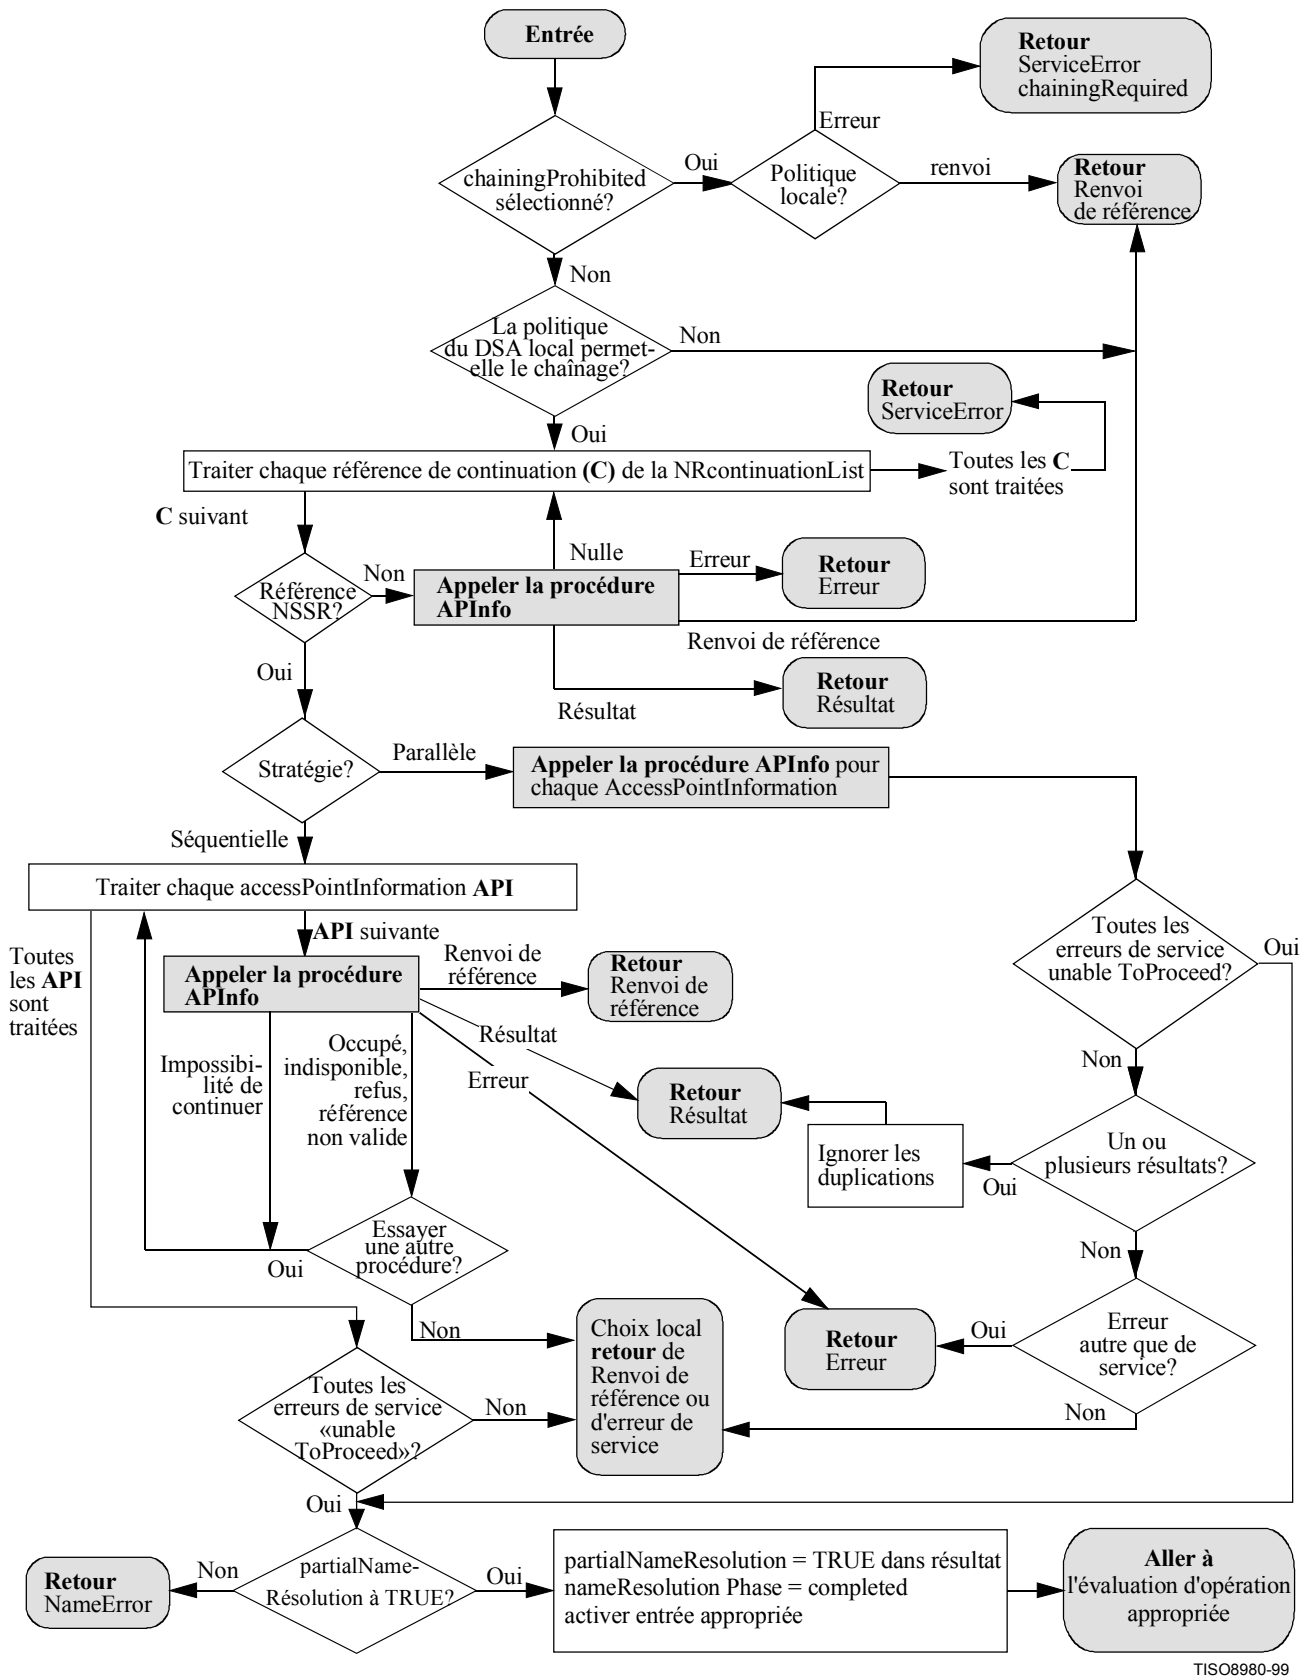 Entrée
Retour
ServiceError
chainingRequired
Erreur
chainingProhibited
sélectionné?
Oui
Politique
locale?
renvoi
Retour
Renvoi
de référence
Non
La politique
du DSA local permet-
elle le chaînage?
Non
Retour
ServiceError
Oui
Traiter chaque référence de continuation (C) de la NRcontinuationList
Toutes les C
sont traitées
C suivant
Nulle
Référence
NSSR?
Non
Appeler la procédure
APInfo
Erreur
Retour
Erreur
Renvoi de référence
Oui
Retour
Résultat
Résultat
Stratégie?
Parallèle
Appeler la procédure APInfo pour
chaque AccessPointInformation
Séquentielle
Traiter chaque accessPointInformation API
Toutes
les API
sont
traitées
API suivante
Appeler la procédure
APInfo
Renvoi de
référence
Retour
Renvoi de
référence
Toutes les
erreurs de service
unable ToProceed?
Oui
Résultat
Erreur
Impossibi-
lité de
continuer
Occupé,
indisponible,
refus,
référence
non valide
Non
Retour
Résultat
Ignorer les
duplications
Oui
Un ou
plusieurs résultats?
Essayer
une autre
procédure?
Oui
Non
Non
Choix local
retour de
Renvoi de
référence ou
d'erreur de
service
Retour
Erreur
Oui
Erreur
autre que de
service?
Non
Toutes les
erreurs de service
«unable
ToProceed»?
Non
Oui
partialName-
Résolution à TRUE?
Non
Retour
NameError
Oui
partialNameResolution = TRUE dans résultat
nameResolution Phase = completed
activer entrée appropriée
Aller à
l'évaluation d'opération
appropriée
TISO8980-99